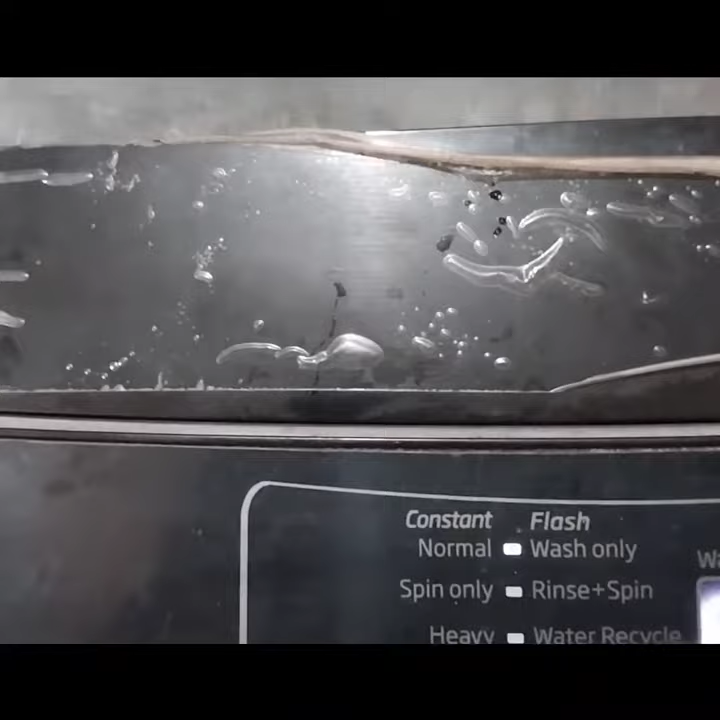 Constant Flash
Normal Wash only
Spin only Rinse+Spin
Heavy Water Recycle